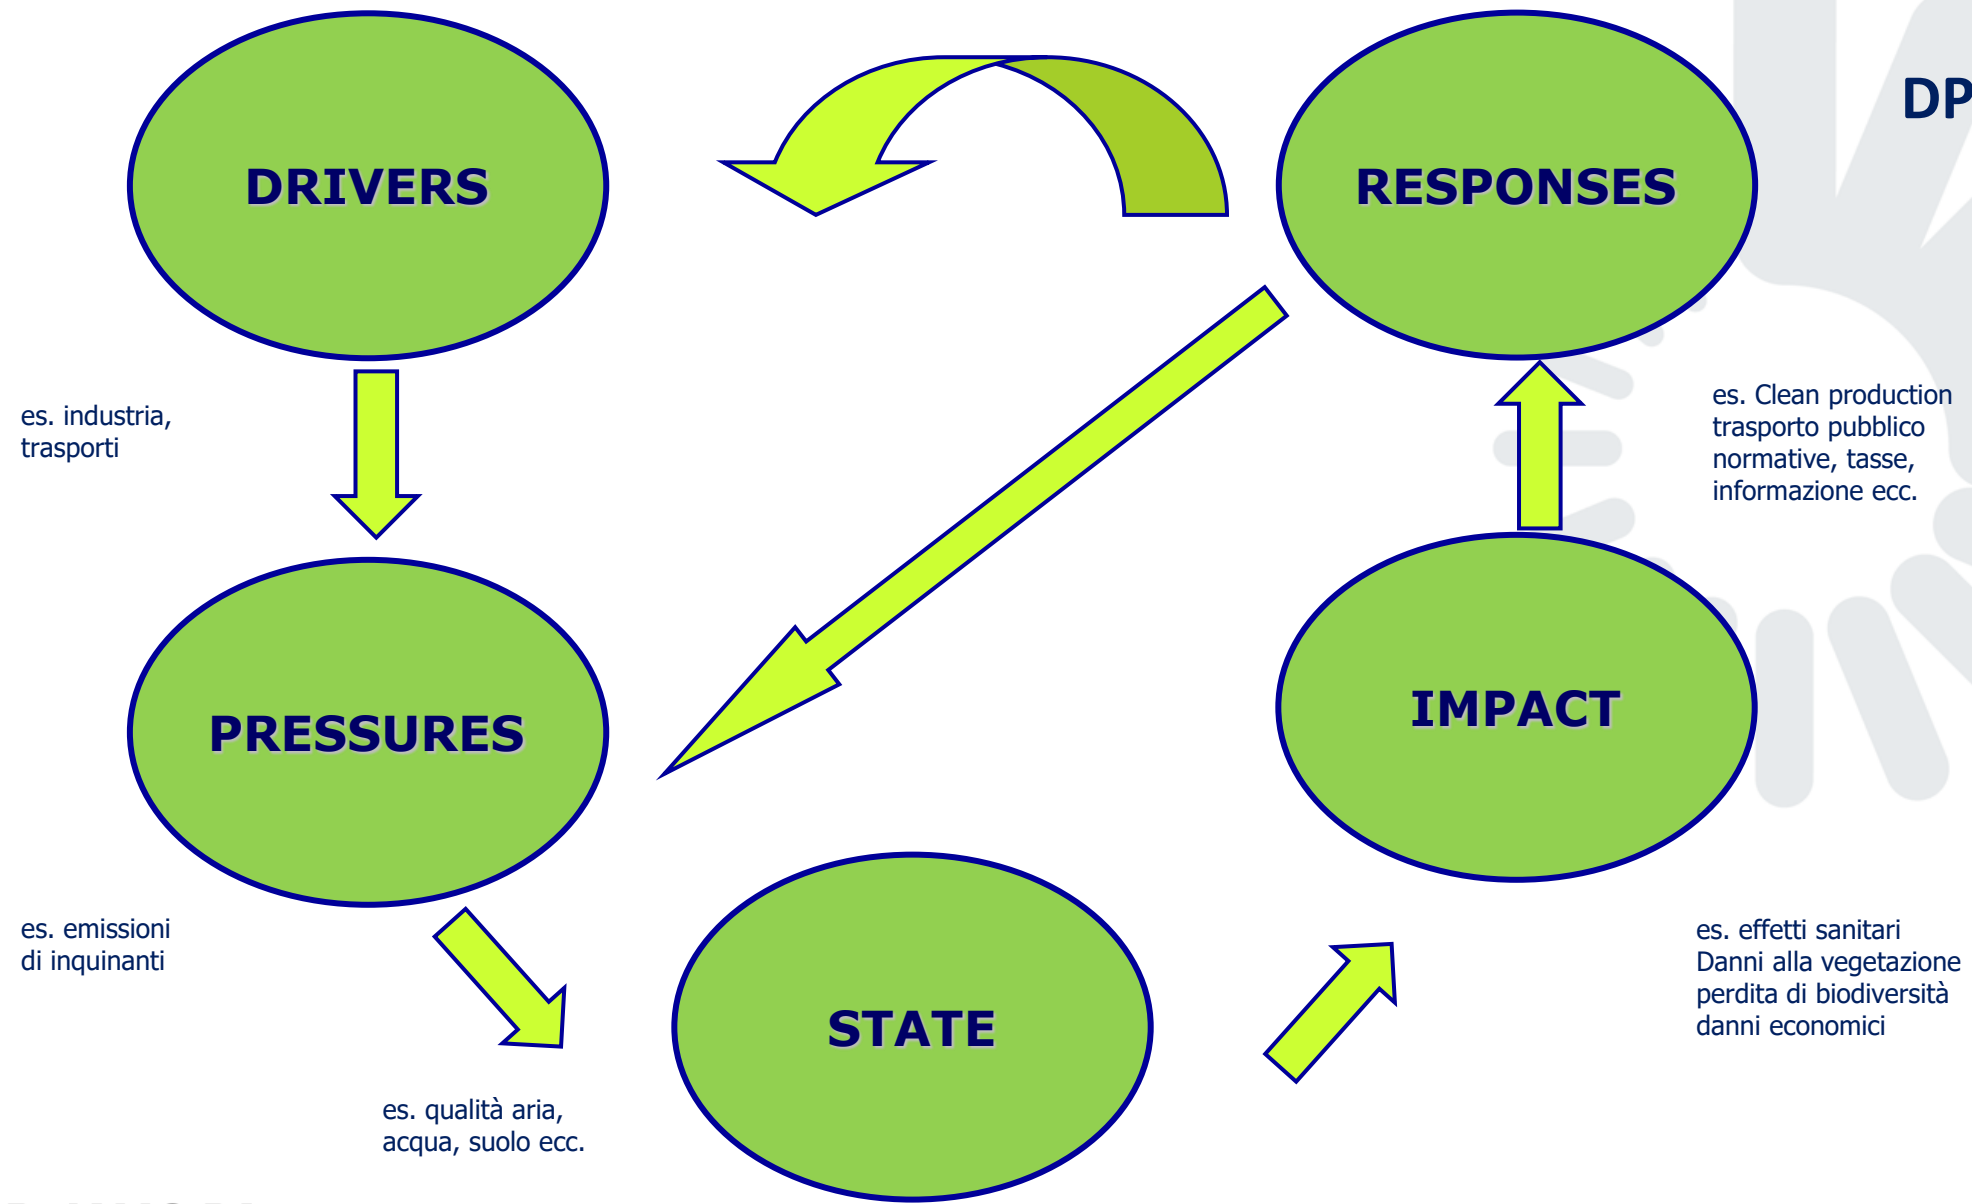 DP
DRIVERS
RESPONSES
es. industria,
trasporti
es. Clean production
trasporto pubblico
normative, tasse,
informazione ecc.
PRESSURES
IMPACT
es. emissioni
di inquinanti
es. effetti sanitari
Danni alla vegetazione
perdita di biodiversità
danni economici
STATE
es. qualità aria,
acqua, suolo ecc.